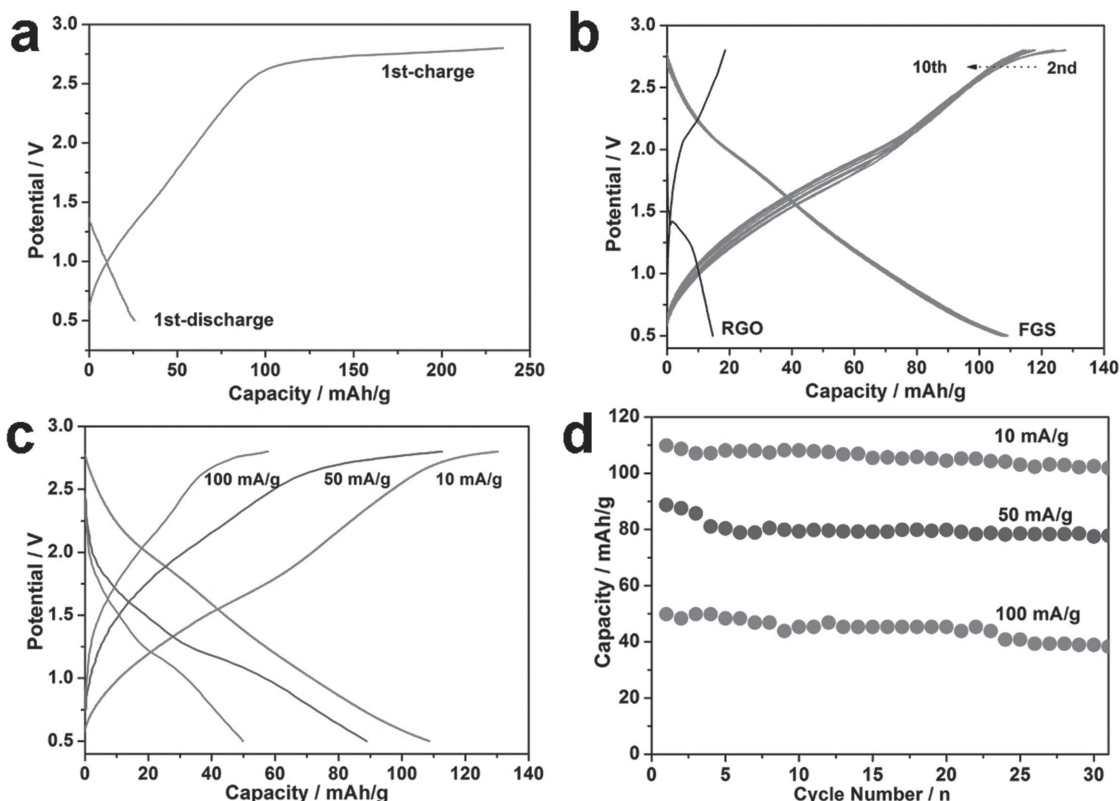 a
3.0
2.5
2.0
1.5
1.0
0.5
Potential / V
1st-charge
1st-discharge
0 50 100 150 200 250
Capacity / mAh/g
b
3.0
2.5
2.0
1.5
1.0
0.5
Potential / V
10th 2nd
RGO FGS
0 20 40 60 80 100 120 140
Capacity / mAh/g
c
3.0
2.5
2.0
1.5
1.0
0.5
Potential / V
100 mA/g 50 mA/g 10 mA/g
0 20 40 60 80 100 120 140
Capacity / mAh/g
d
120
100
80
60
40
20
0
Capacity / mAh/g
10 mA/g
50 mA/g
100 mA/g
0 5 10 15 20 25 30
Cycle Number / n